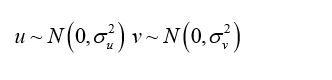 u ~ N(0, σ_u^2) v ~ N(0, σ_v^2)